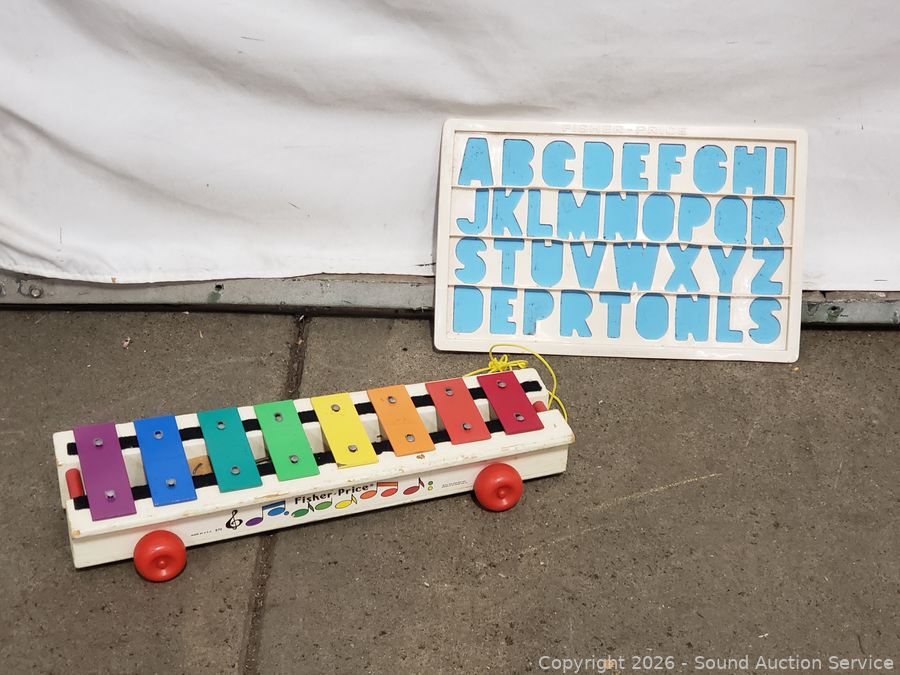 FISHER-PRICE
ABCDEFGHI
JKLMNOPQR
STUVWXYZ
DEPRTONLS
Fisher-Price
Copyright 2026 - Sound Auction Service